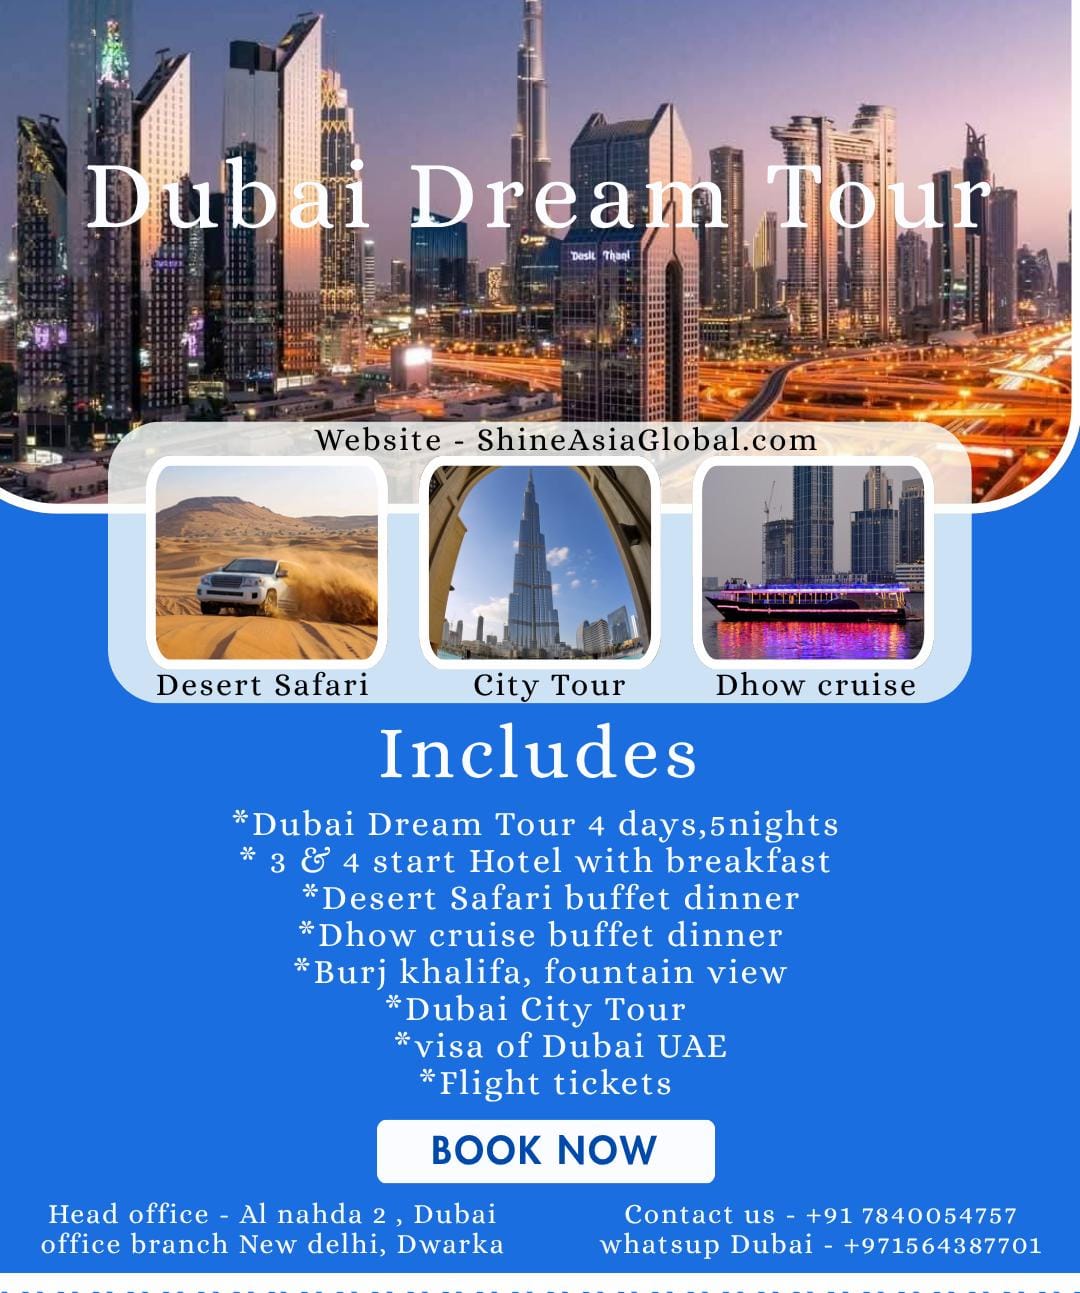 Dubai Dream Tour
Dusit Thani
Website - ShineAsiaGlobal.com
Desert Safari
City Tour
Dhow cruise
Includes
*Dubai Dream Tour 4 days,5nights
* 3 & 4 start Hotel with breakfast
*Desert Safari buffet dinner
*Dhow cruise buffet dinner
*Burj khalifa, fountain view
*Dubai City Tour
*visa of Dubai UAE
*Flight tickets
BOOK NOW
Head office - Al nahda 2 , Dubai
office branch New delhi, Dwarka
Contact us - +91 7840054757
whatsup Dubai - +971564387701